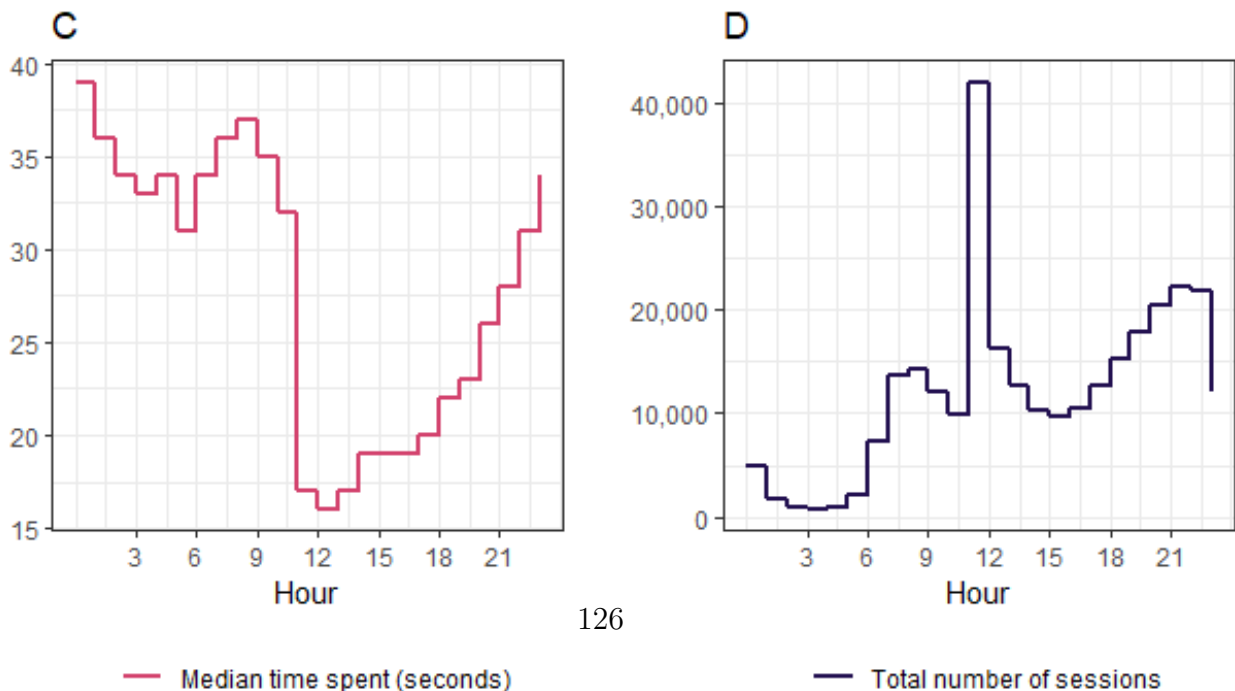 C
40
35
30
25
20
15
3 6 9 12 15 18 21
Hour
D
40,000
30,000
20,000
10,000
0
3 6 9 12 15 18 21
Hour
126
Median time spent (seconds)
Total number of sessions